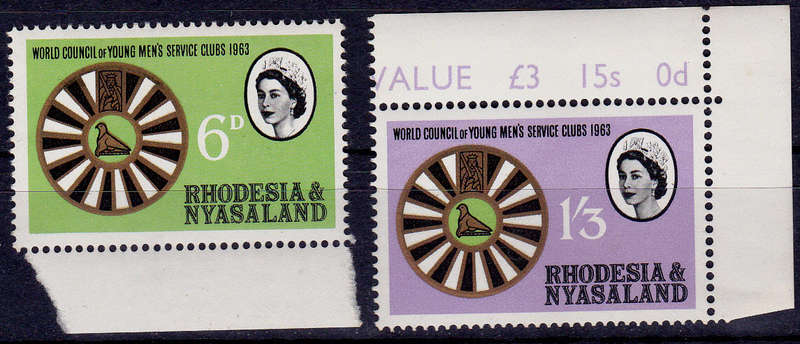 WORLD COUNCIL OF YOUNG MEN'S SERVICE CLUBS 1963
6D
RHODESIA &
NYASALAND
VALUE £3 15s 0d
WORLD COUNCIL OF YOUNG MEN'S SERVICE CLUBS 1963
1/3
RHODESIA &
NYASALAND